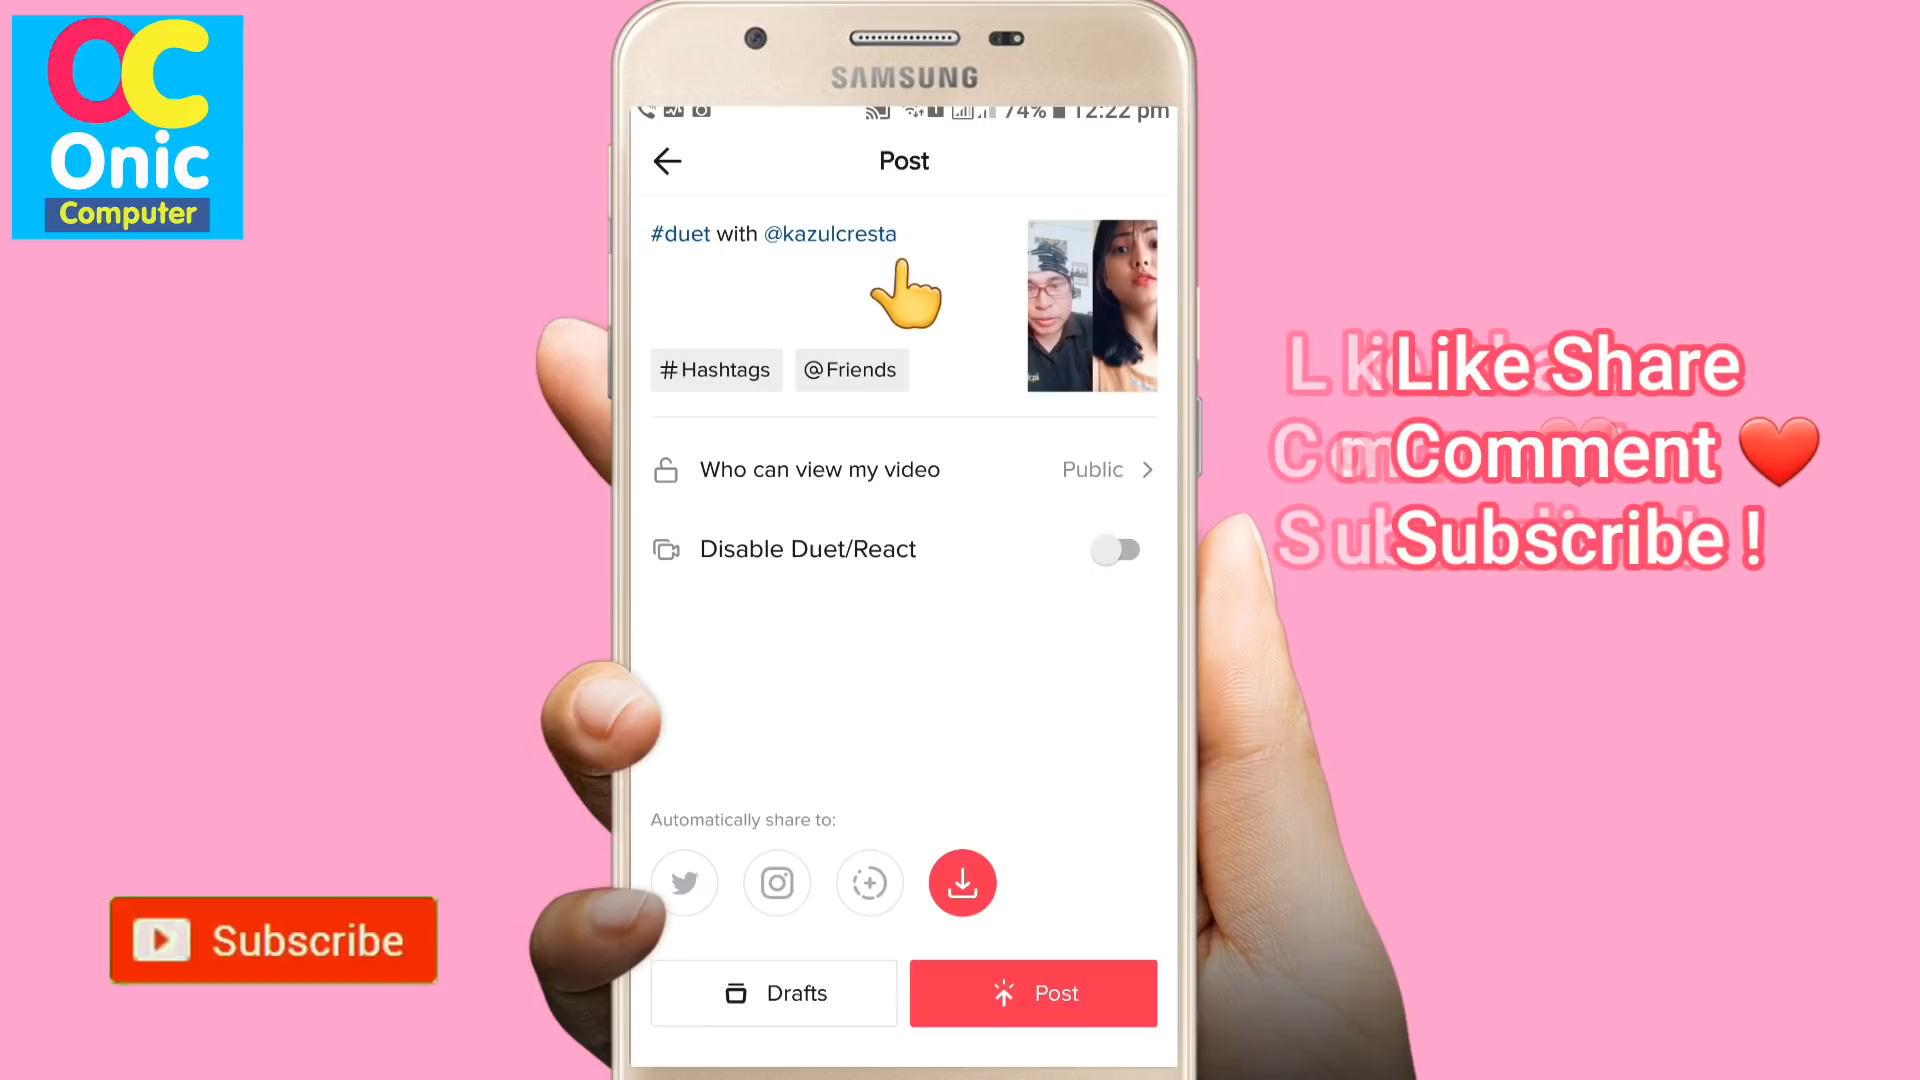 OC
Onic
Computer
SAMSUNG
74% 12:22 pm
Post
#duet with @kazulcresta
#Hashtags @Friends
Who can view my video Public
Disable Duet/React
Automatically share to:
Drafts Post
Like Share
Comment ❤️
Subscribe !
Subscribe